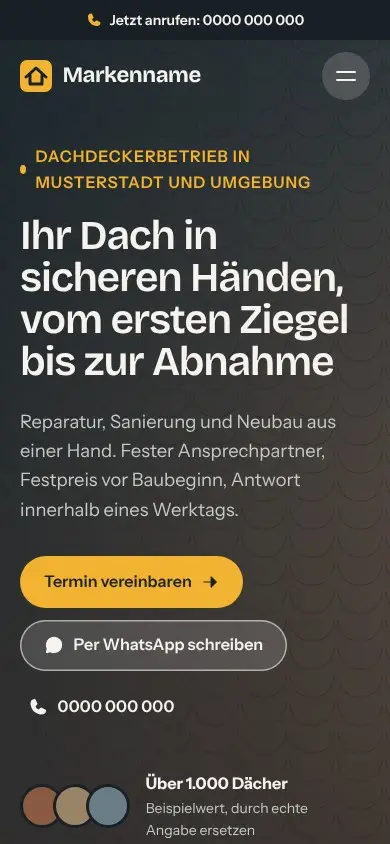 Jetzt anrufen: 0000 000 000
Markenname
DACHDECKERBETRIEB IN
MUSTERSTADT UND UMGEBUNG
Ihr Dach in
sicheren Händen,
vom ersten Ziegel
bis zur Abnahme
Reparatur, Sanierung und Neubau aus
einer Hand. Fester Ansprechpartner,
Festpreis vor Baubeginn, Antwort
innerhalb eines Werktags.
Termin vereinbaren
Per WhatsApp schreiben
0000 000 000
Über 1.000 Dächer
Beispielwert, durch echte
Angabe ersetzen